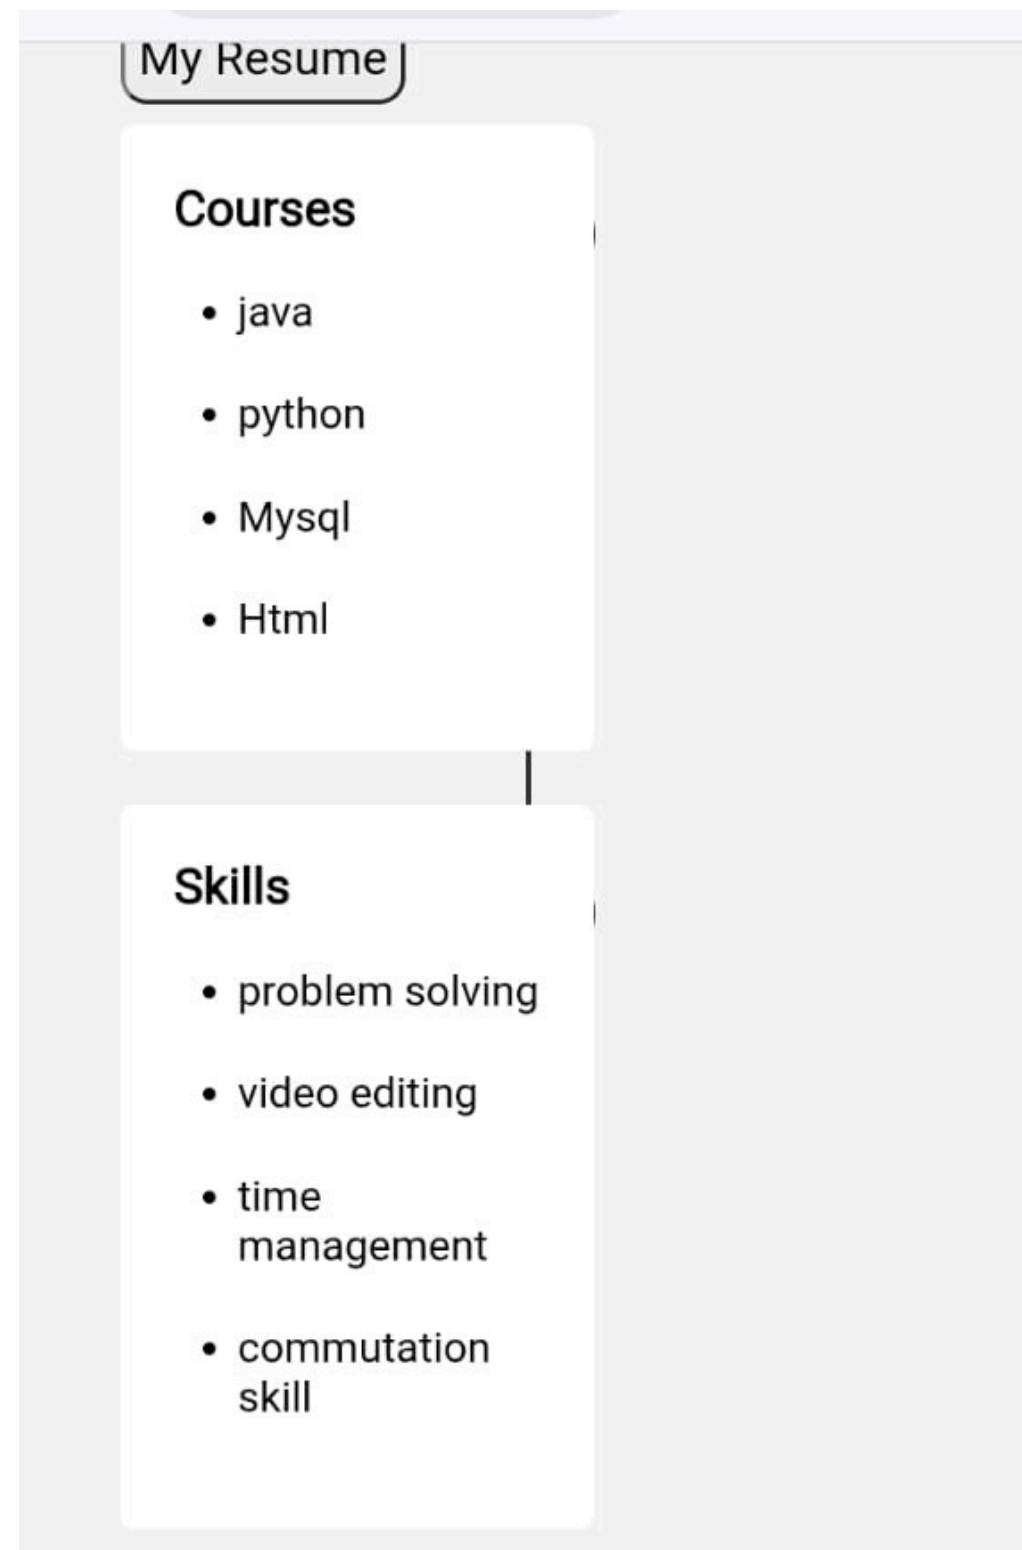 My Resume
Courses
java
python
Mysql
Html
Skills
problem solving
video editing
time
management
commutation
skill